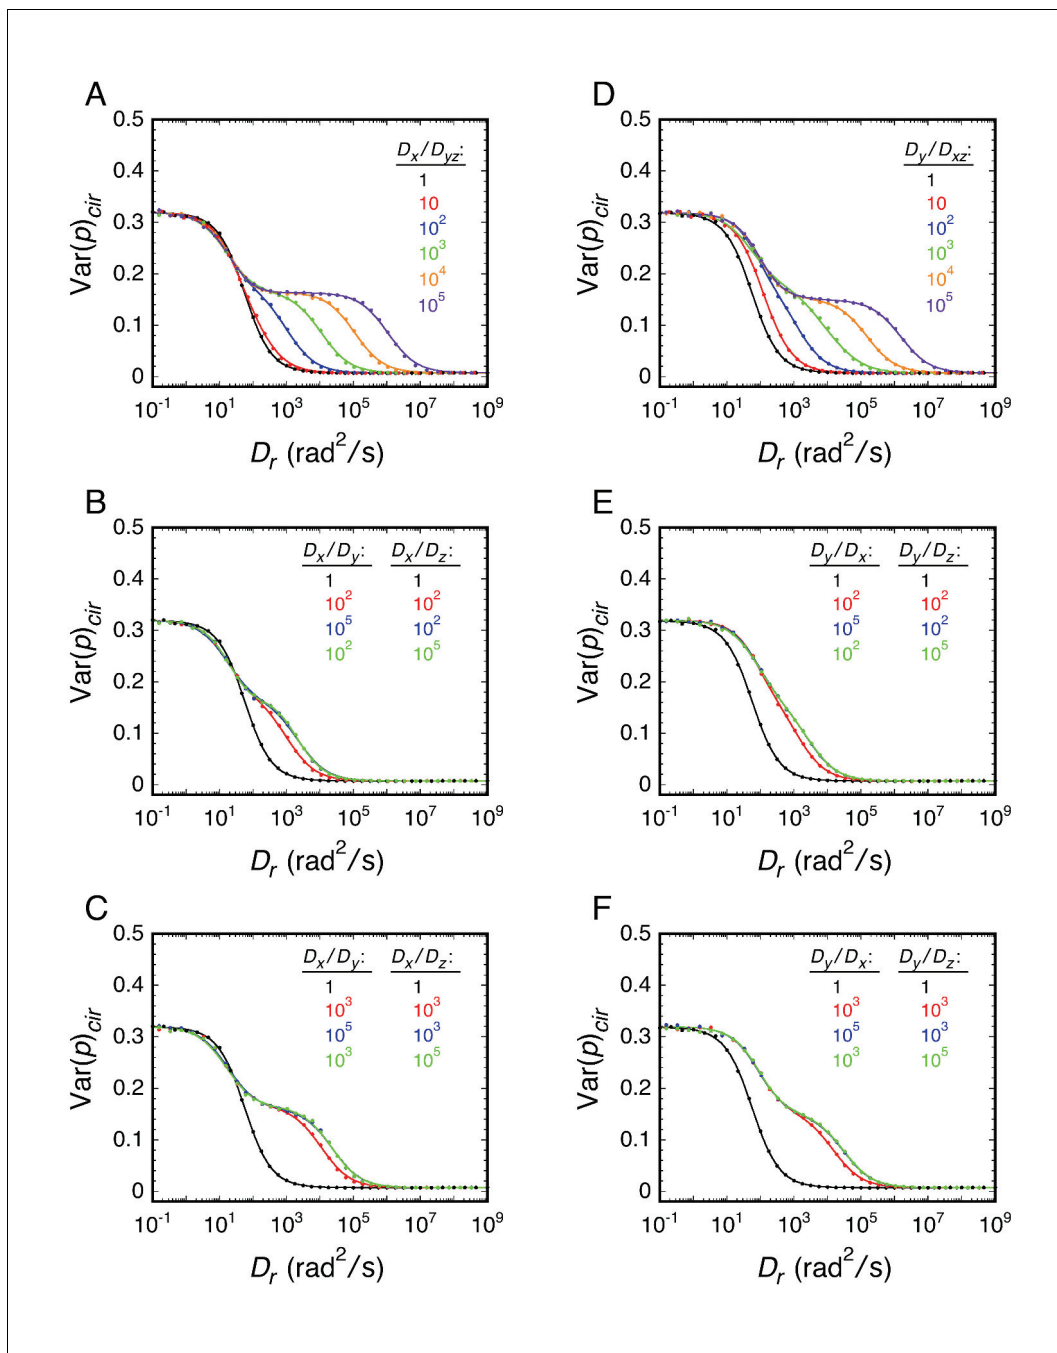 A
0.5
0.4
0.3
0.2
0.1
0
Var(p)cir
Dx/Dyz:
1
10
10²
10³
10⁴
10⁵
10⁻¹ 10¹ 10³ 10⁵ 10⁷ 10⁹
Dr (rad²/s)
D
0.5
0.4
0.3
0.2
0.1
0
Var(p)cir
Dy/Dxz:
1
10
10²
10³
10⁴
10⁵
10⁻¹ 10¹ 10³ 10⁵ 10⁷ 10⁹
Dr (rad²/s)
B
0.5
0.4
0.3
0.2
0.1
0
Var(p)cir
Dx/Dy: Dx/Dz:
1 1
10² 10²
10⁵ 10²
10² 10⁵
10⁻¹ 10¹ 10³ 10⁵ 10⁷ 10⁹
Dr (rad²/s)
E
0.5
0.4
0.3
0.2
0.1
0
Var(p)cir
Dy/Dx: Dy/Dz:
1 1
10² 10²
10⁵ 10²
10² 10⁵
10⁻¹ 10¹ 10³ 10⁵ 10⁷ 10⁹
Dr (rad²/s)
C
0.5
0.4
0.3
0.2
0.1
0
Var(p)cir
Dx/Dy: Dx/Dz:
1 1
10³ 10³
10⁵ 10³
10³ 10⁵
10⁻¹ 10¹ 10³ 10⁵ 10⁷ 10⁹
Dr (rad²/s)
F
0.5
0.4
0.3
0.2
0.1
0
Var(p)cir
Dy/Dx: Dy/Dz:
1 1
10³ 10³
10⁵ 10³
10³ 10⁵
10⁻¹ 10¹ 10³ 10⁵ 10⁷ 10⁹
Dr (rad²/s)